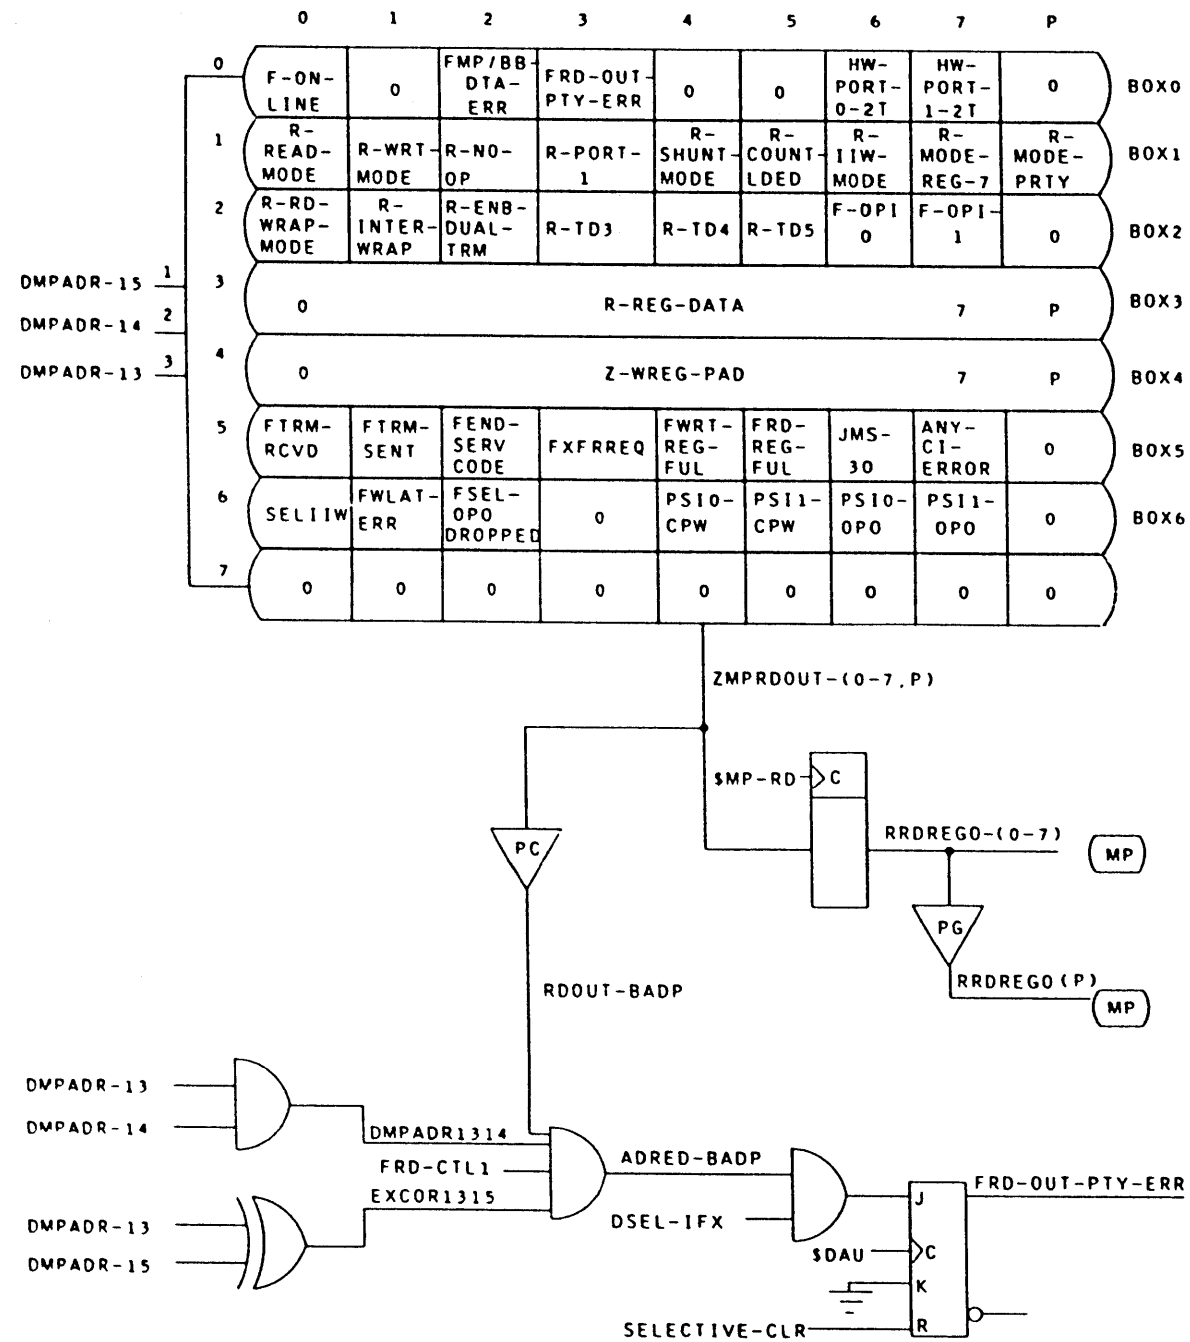 0 1 2 3 4 5 6 7 P
0 F-ON-LINE 0 FMP/BB-DTA-ERR FRD-OUT-PTY-ERR 0 0 HW-PORT-0-2T HW-PORT-1-2T 0 BOX0
1 R-READ-MODE R-WRT-MODE R-NO-OP R-PORT-1 R-SHUNT-MODE R-COUNT-LDED R-IIW-MODE R-MODE-REG-7 R-MODE-PRTY BOX1
2 R-RD-WRAP-MODE R-INTER-WRAP R-ENB-DUAL-TRM R-TD3 R-TD4 R-TD5 F-OPI 0 F-OPI-1 0 BOX2
DMPADR-15 1
3 0 R-REG-DATA 7 P BOX3
DMPADR-14 2
DMPADR-13 3
4 0 Z-WREG-PAD 7 P BOX4
5 FTRM-RCVD FTRM-SENT FEND-SERV CODE FXFRREQ FWRT-REG-FUL FRD-REG-FUL JMS-30 ANY-CI-ERROR 0 BOX5
6 SELIIW FWLAT-ERR FSEL-OPO DROPPED 0 PSI0-CPW PSI1-CPW PSI0-OPO PSI1-OPO 0 BOX6
7 0 0 0 0 0 0 0 0 0
ZMPRDOUT-(0-7,P)
$MP-RD C
PC
RRDREGO-(0-7) MP
PG
RDOUT-BADP
RRDREGO(P) MP
DMPADR-13
DMPADR-14
DMPADR1314
FRD-CTL1
EXCOR1315
ADRED-BADP
DMPADR-13
DMPADR-15
DSEL-IFX
J
FRD-OUT-PTY-ERR
$DAU C
K
SELECTIVE-CLR R